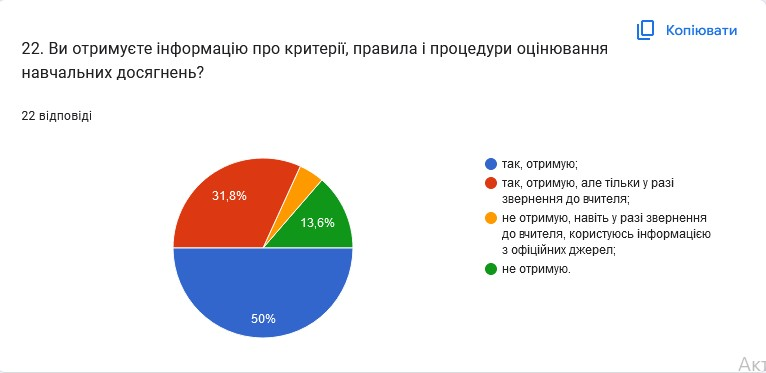 Копіювати
22. Ви отримуєте інформацію про критерії, правила і процедури оцінювання
навчальних досягнень?
22 відповіді
31,8%
13,6%
50%
так, отримую;
так, отримую, але тільки у разі
звернення до вчителя;
не отримую, навіть у разі звернення
до вчителя, користуюсь інформацією
з офіційних джерел;
не отримую.